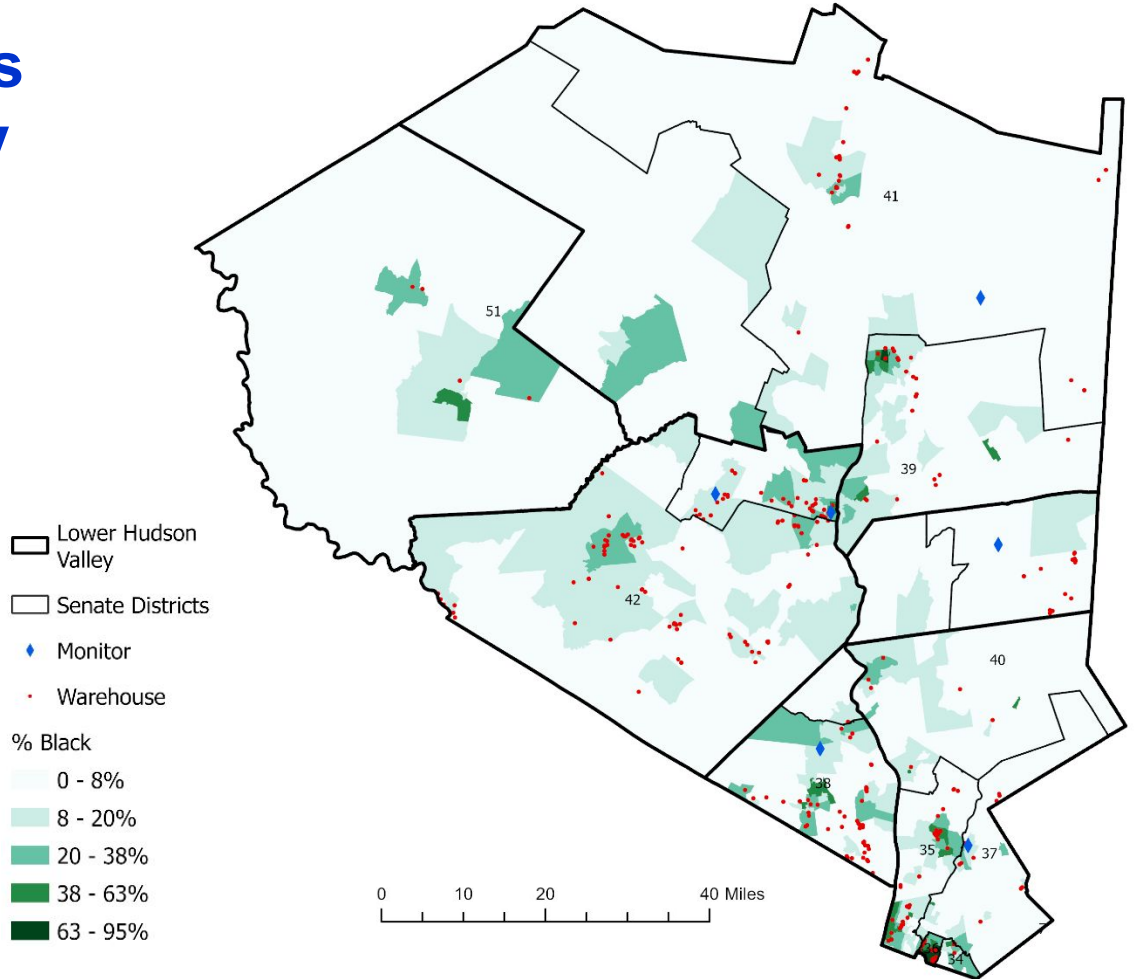 s
y
41
51
39
42
40
38
35
37
36
34
Lower Hudson
Valley
Senate Districts
Monitor
Warehouse
% Black
0 - 8%
8 - 20%
20 - 38%
38 - 63%
63 - 95%
0 10 20 40 Miles